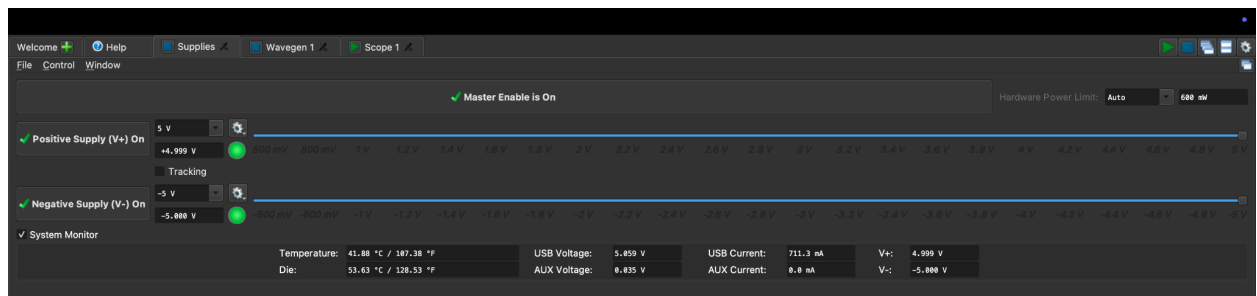 Welcome Help Supplies Wavegen 1 Scope 1
File Control Window
Master Enable is On Hardware Power Limit: Auto 600 mW
Positive Supply (V+) On 5 V
+4.999 V 500 mV 600 mV 1 V 1.2 V 1.4 V 1.6 V 1.8 V 2 V 2.2 V 2.4 V 2.6 V 2.8 V 3 V 3.2 V 3.4 V 3.6 V 3.8 V 4 V 4.2 V 4.4 V 4.6 V 4.8 V 5 V
Tracking
Negative Supply (V-) On -5 V
-5.000 V -500 mV -600 mV -1 V -1.2 V -1.4 V -1.6 V -1.8 V -2 V -2.2 V -2.4 V -2.6 V -2.8 V -3 V -3.2 V -3.4 V -3.6 V -3.8 V -4 V -4.2 V -4.4 V -4.6 V -4.8 V -5 V
System Monitor
Temperature: 41.88 °C / 107.38 °F USB Voltage: 5.059 V USB Current: 711.3 mA V+: 4.999 V
Die: 53.63 °C / 128.53 °F AUX Voltage: 0.035 V AUX Current: 0.0 mA V-: -5.000 V